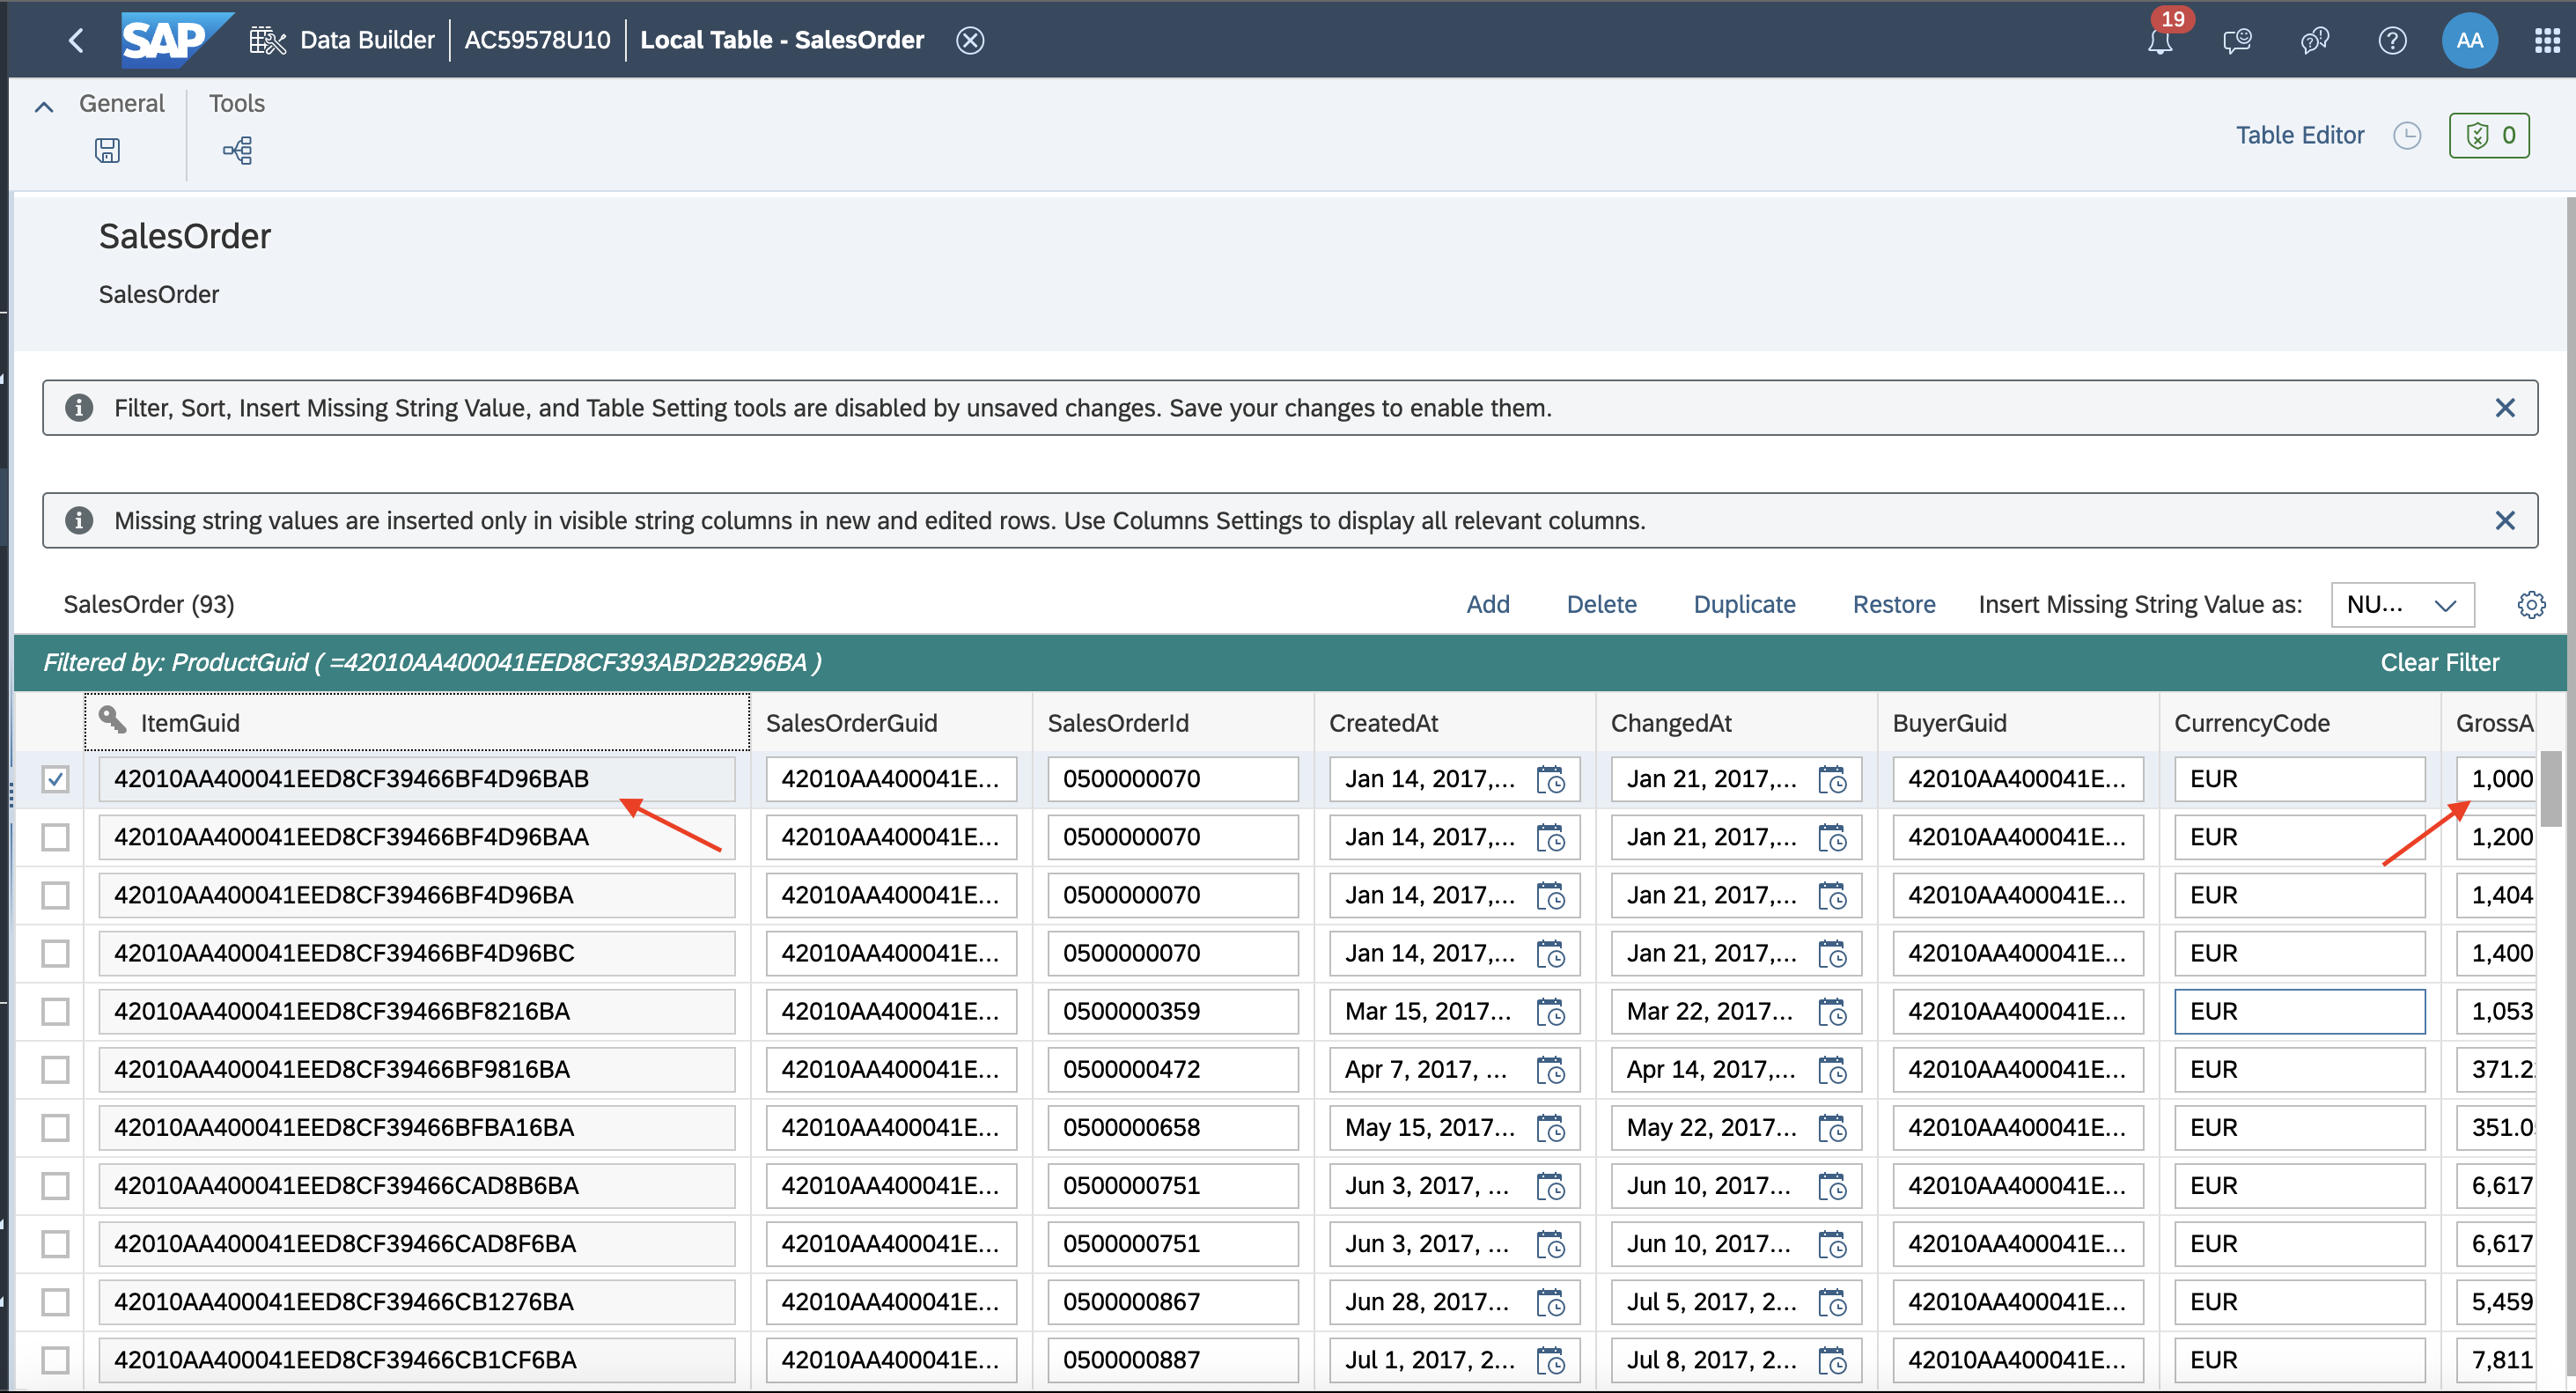 SAP Data Builder AC59578U10 Local Table - SalesOrder 19 AA
General Tools
Table Editor 0
SalesOrder
SalesOrder
Filter, Sort, Insert Missing String Value, and Table Setting tools are disabled by unsaved changes. Save your changes to enable them.
Missing string values are inserted only in visible string columns in new and edited rows. Use Columns Settings to display all relevant columns.
SalesOrder (93) Add Delete Duplicate Restore Insert Missing String Value as: NU...
Filtered by: ProductGuid ( =42010AA400041EED8CF393ABD2B296BA ) Clear Filter
ItemGuid SalesOrderGuid SalesOrderId CreatedAt ChangedAt BuyerGuid CurrencyCode GrossA
42010AA400041EED8CF39466BF4D96BAB 42010AA400041E... 0500000070 Jan 14, 2017,... Jan 21, 2017,... 42010AA400041E... EUR 1,000
42010AA400041EED8CF39466BF4D96BAA 42010AA400041E... 0500000070 Jan 14, 2017,... Jan 21, 2017,... 42010AA400041E... EUR 1,200
42010AA400041EED8CF39466BF4D96BA 42010AA400041E... 0500000070 Jan 14, 2017,... Jan 21, 2017,... 42010AA400041E... EUR 1,404
42010AA400041EED8CF39466BF4D96BC 42010AA400041E... 0500000070 Jan 14, 2017,... Jan 21, 2017,... 42010AA400041E... EUR 1,400
42010AA400041EED8CF39466BF8216BA 42010AA400041E... 0500000359 Mar 15, 2017... Mar 22, 2017... 42010AA400041E... EUR 1,053
42010AA400041EED8CF39466BF9816BA 42010AA400041E... 0500000472 Apr 7, 2017, ... Apr 14, 2017,... 42010AA400041E... EUR 371.2
42010AA400041EED8CF39466BFBA16BA 42010AA400041E... 0500000658 May 15, 2017... May 22, 2017... 42010AA400041E... EUR 351.0
42010AA400041EED8CF39466CAD8B6BA 42010AA400041E... 0500000751 Jun 3, 2017, ... Jun 10, 2017... 42010AA400041E... EUR 6,617
42010AA400041EED8CF39466CAD8F6BA 42010AA400041E... 0500000751 Jun 3, 2017, ... Jun 10, 2017... 42010AA400041E... EUR 6,617
42010AA400041EED8CF39466CB1276BA 42010AA400041E... 0500000867 Jun 28, 2017... Jul 5, 2017, 2... 42010AA400041E... EUR 5,459
42010AA400041EED8CF39466CB1CF6BA 42010AA400041E... 0500000887 Jul 1, 2017, 2... Jul 8, 2017, 2... 42010AA400041E... EUR 7,811